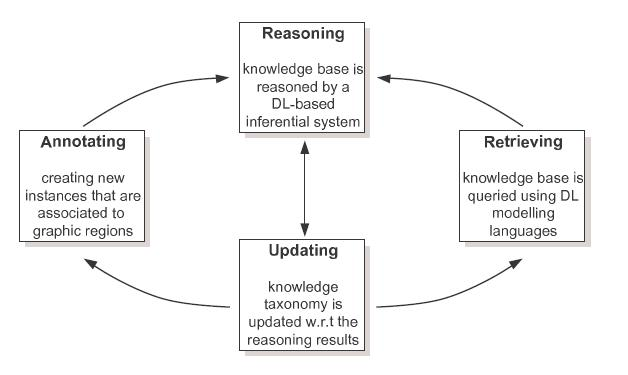 Reasoning
knowledge base is
reasoned by a
DL-based
inferential system
Annotating
creating new
instances that are
associated to
graphic regions
Retrieving
knowledge base is
queried using DL
modelling
languages
Updating
knowledge
taxonomy is
updated w.r.t the
reasoning results